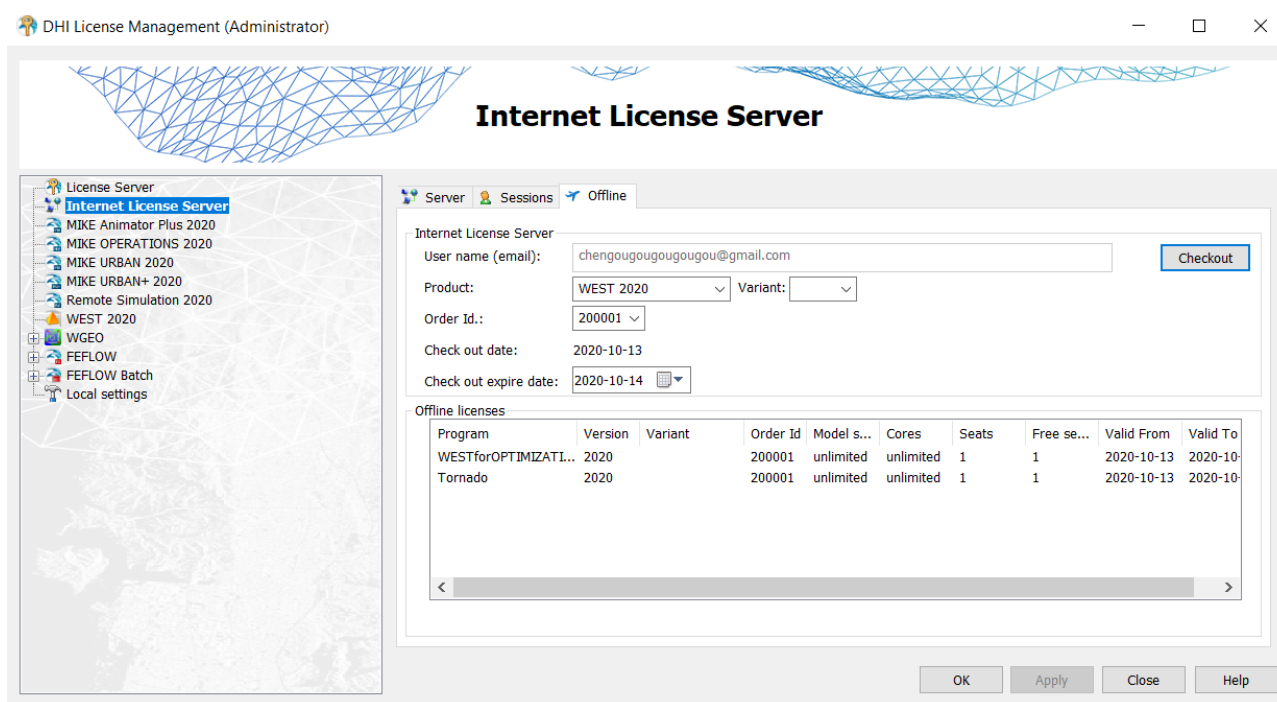 DHI License Management (Administrator)
Internet License Server
License Server
Internet License Server
MIKE Animator Plus 2020
MIKE OPERATIONS 2020
MIKE URBAN 2020
MIKE URBAN+ 2020
Remote Simulation 2020
WEST 2020
WGEO
FEFLOW
FEFLOW Batch
Local settings
Server Sessions Offline
Internet License Server
User name (email): chengougougougougou@gmail.com Checkout
Product: WEST 2020 Variant:
Order Id.: 200001
Check out date: 2020-10-13
Check out expire date: 2020-10-14
Offline licenses
Program Version Variant Order Id Model s... Cores Seats Free se... Valid From Valid To
WESTforOPTIMIZATI... 2020 200001 unlimited unlimited 1 1 2020-10-13 2020-10-
Tornado 2020 200001 unlimited unlimited 1 1 2020-10-13 2020-10-
OK Apply Close Help